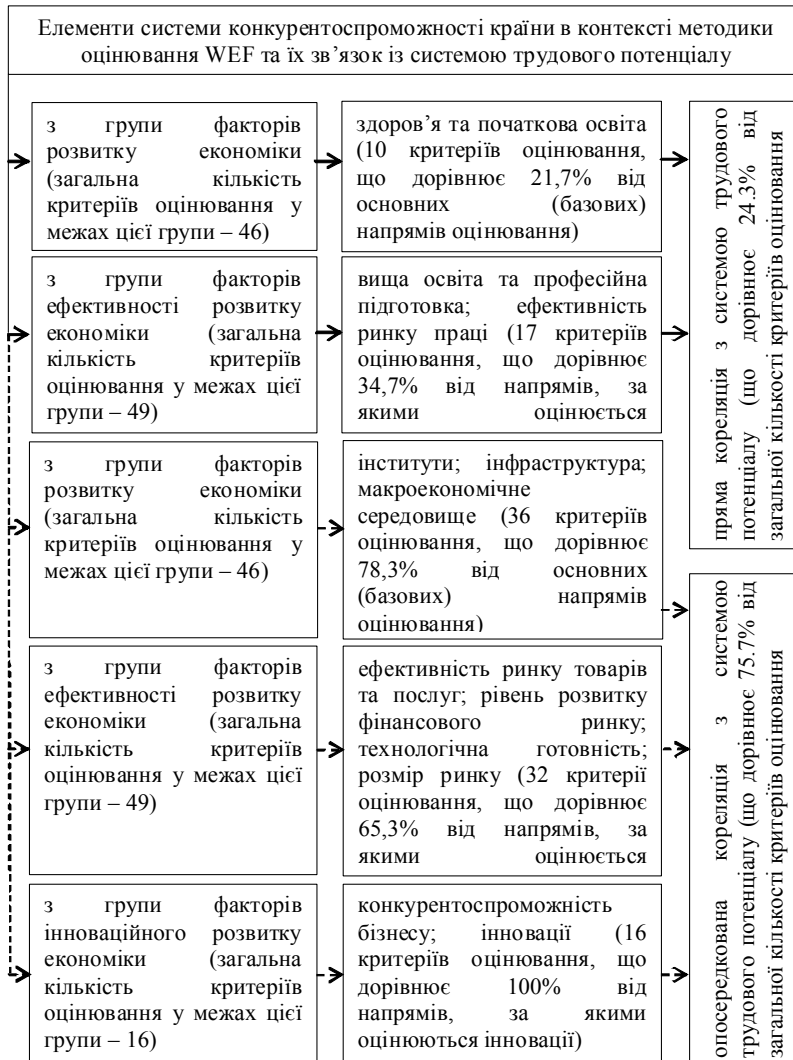 Елементи системи конкурентоспроможності країни в контексті методики
оцінювання WEF та їх зв’язок із системою трудового потенціалу
з групи факторів
розвитку економіки
(загальна кількість
критеріїв оцінювання у
межах цієї групи – 46)
здоров’я та початкова освіта
(10 критеріїв оцінювання,
що дорівнює 21,7% від
основних (базових)
напрямів оцінювання)
з групи факторів
ефективності розвитку
економіки (загальна
кількість критеріїв
оцінювання у межах цієї
групи – 49)
вища освіта та професійна
підготовка; ефективність
ринку праці (17 критеріїв
оцінювання, що дорівнює
34,7% від напрямів, за
якими оцінюється
пряма кореляція з системою трудового
потенціалу (що дорівнює 24.3% від
загальної кількості критеріїв оцінювання
з групи факторів
розвитку економіки
(загальна кількість
критеріїв оцінювання у
межах цієї групи – 46)
інститути; інфраструктура;
макроекономічне
середовище (36 критеріїв
оцінювання, що дорівнює
78,3% від основних
(базових) напрямів
оцінювання)
з групи факторів
ефективності розвитку
економіки (загальна
кількість критеріїв
оцінювання у межах цієї
групи – 49)
ефективність ринку товарів
та послуг; рівень розвитку
фінансового ринку;
технологічна готовність;
розмір ринку (32 критерії
оцінювання, що дорівнює
65,3% від напрямів, за
якими оцінюється
з групи факторів
інноваційного розвитку
економіки (загальна
кількість критеріїв
оцінювання у межах цієї
групи – 16)
конкурентоспроможність
бізнесу; інновації (16
критеріїв оцінювання, що
дорівнює 100% від
напрямів, за якими
оцінюються інновації)
опосередкована кореляція з системою
трудового потенціалу (що дорівнює 75.7% від
загальної кількості критеріїв оцінювання